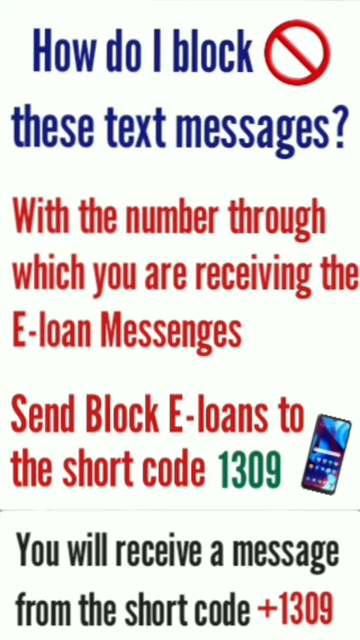 How do I block
these text messages?
With the number through
which you are receiving the
E-loan Messenges
Send Block E-loans to
the short code 1309
You will receive a message
from the short code +1309